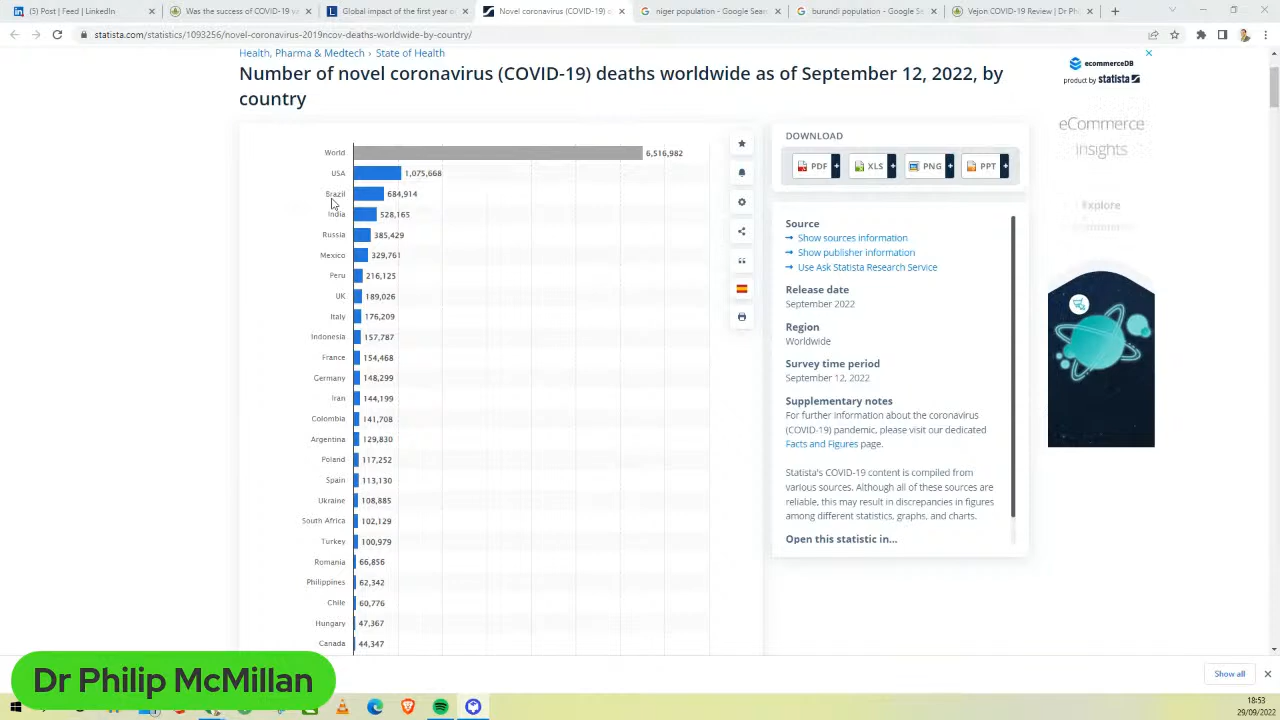 Post | Feed | LinkedIn
Was the success of COVID-19 va
Global impact of the first year of
Novel coronavirus (COVID-19) d
niger population - Google Search
burundi population - Google Se
Vejon COVID-19 Review | Dr Ph
statista.com/statistics/1093256/novel-coronavirus-2019ncov-deaths-worldwide-by-country/
Health, Pharma & Medtech › State of Health
Number of novel coronavirus (COVID-19) deaths worldwide as of September 12, 2022, by
country
World 6,516,982
USA 1,075,668
Brazil 684,914
India 528,165
Russia 385,429
Mexico 329,761
Peru 216,125
UK 189,026
Italy 176,209
Indonesia 157,787
France 154,468
Germany 148,299
Iran 144,199
Colombia 141,708
Argentina 129,830
Poland 117,252
Spain 113,130
Ukraine 108,885
South Africa 102,129
Turkey 100,979
Romania 66,856
Philippines 62,342
Chile 60,776
Hungary 47,367
Canada 44,347
DOWNLOAD
PDF + XLS + PNG + PPT +
Source
→ Show sources information
→ Show publisher information
→ Use Ask Statista Research Service
Release date
September 2022
Region
Worldwide
Survey time period
September 12, 2022
Supplementary notes
For further information about the coronavirus
(COVID-19) pandemic, please visit our dedicated
Facts and Figures page.
Statista's COVID-19 content is compiled from
various sources. Although all of these sources are
reliable, this may result in discrepancies in figures
among different statistics, graphs, and charts.
Open this statistic in...
ecommerceDB
product by statista
eCommerce
insights
Explore
Show all
Dr Philip McMillan
18:53
29/09/2022